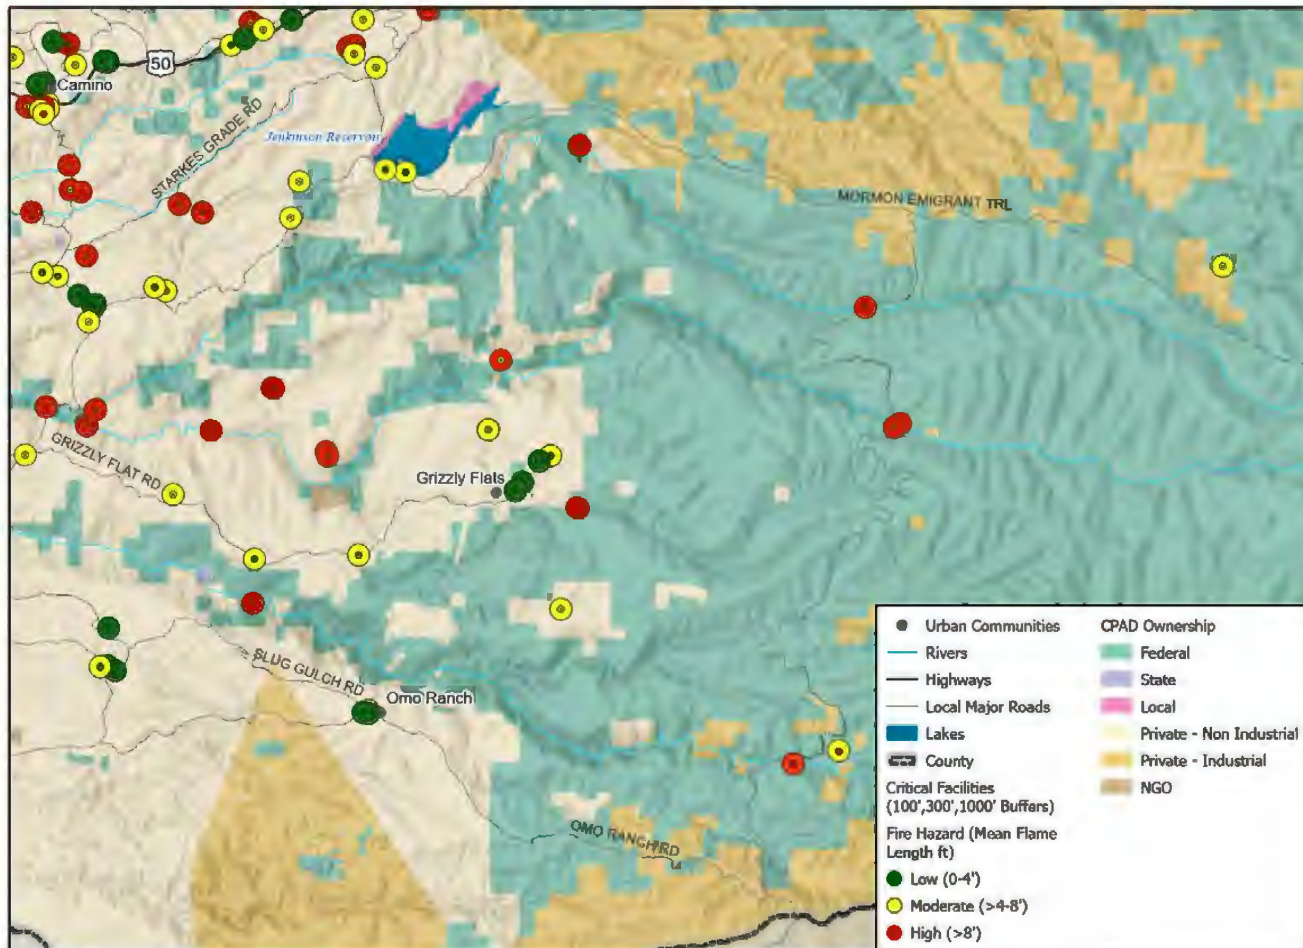 50
Camino
STARKES GRADE RD
Jenkinson Reservoir
MORMON EMIGRANT TRL
GRIZZLY FLAT RD
Grizzly Flats
SLUG GULCH RD
Omo Ranch
OMO RANCH RD
Urban Communities
Rivers
Highways
Local Major Roads
Lakes
County
Critical Facilities
(100',300',1000' Buffers)
Fire Hazard (Mean Flame
Length ft)
Low (0-4')
Moderate (>4-8')
High (>8')
CPAD Ownership
Federal
State
Local
Private - Non Industrial
Private - Industrial
NGO